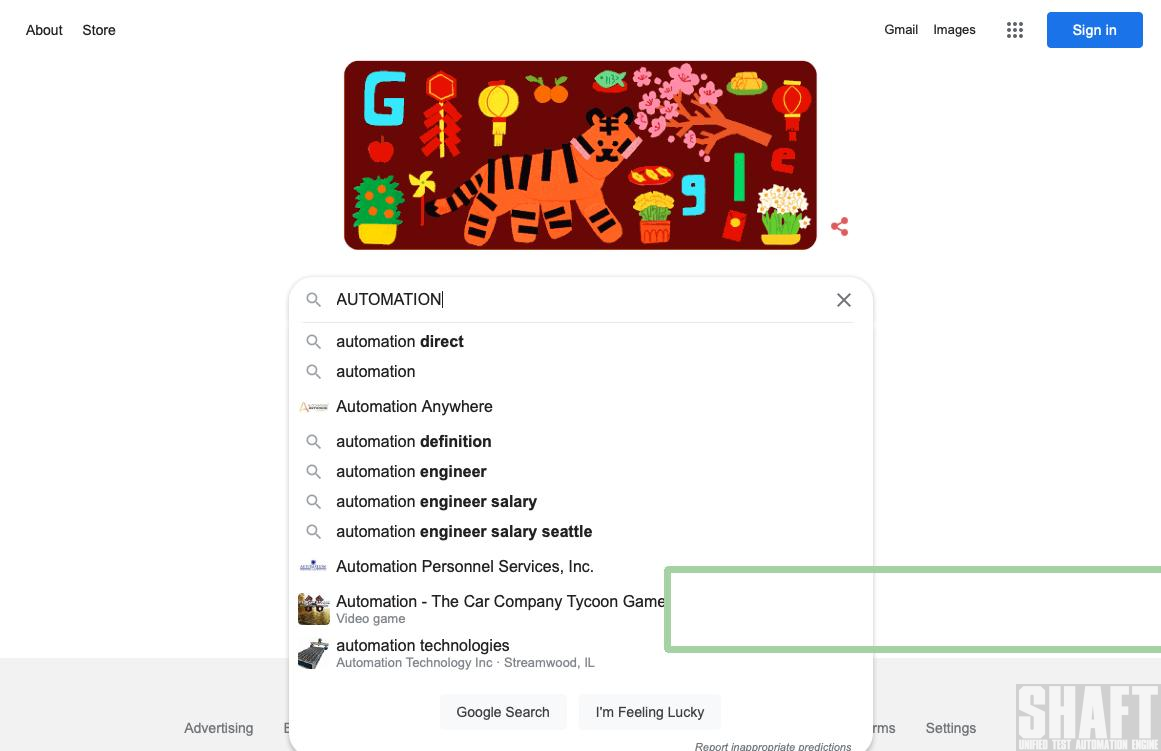 About Store
Gmail Images Sign in
G g l e
AUTOMATION
automation direct
automation
Automation Anywhere
automation definition
automation engineer
automation engineer salary
automation engineer salary seattle
Automation Personnel Services, Inc.
Automation - The Car Company Tycoon Game
Video game
automation technologies
Automation Technology Inc · Streamwood, IL
Google Search I'm Feeling Lucky
Advertising rms Settings
Report inappropriate predictions
SHAFT
UNIFIED TEST AUTOMATION ENGINE